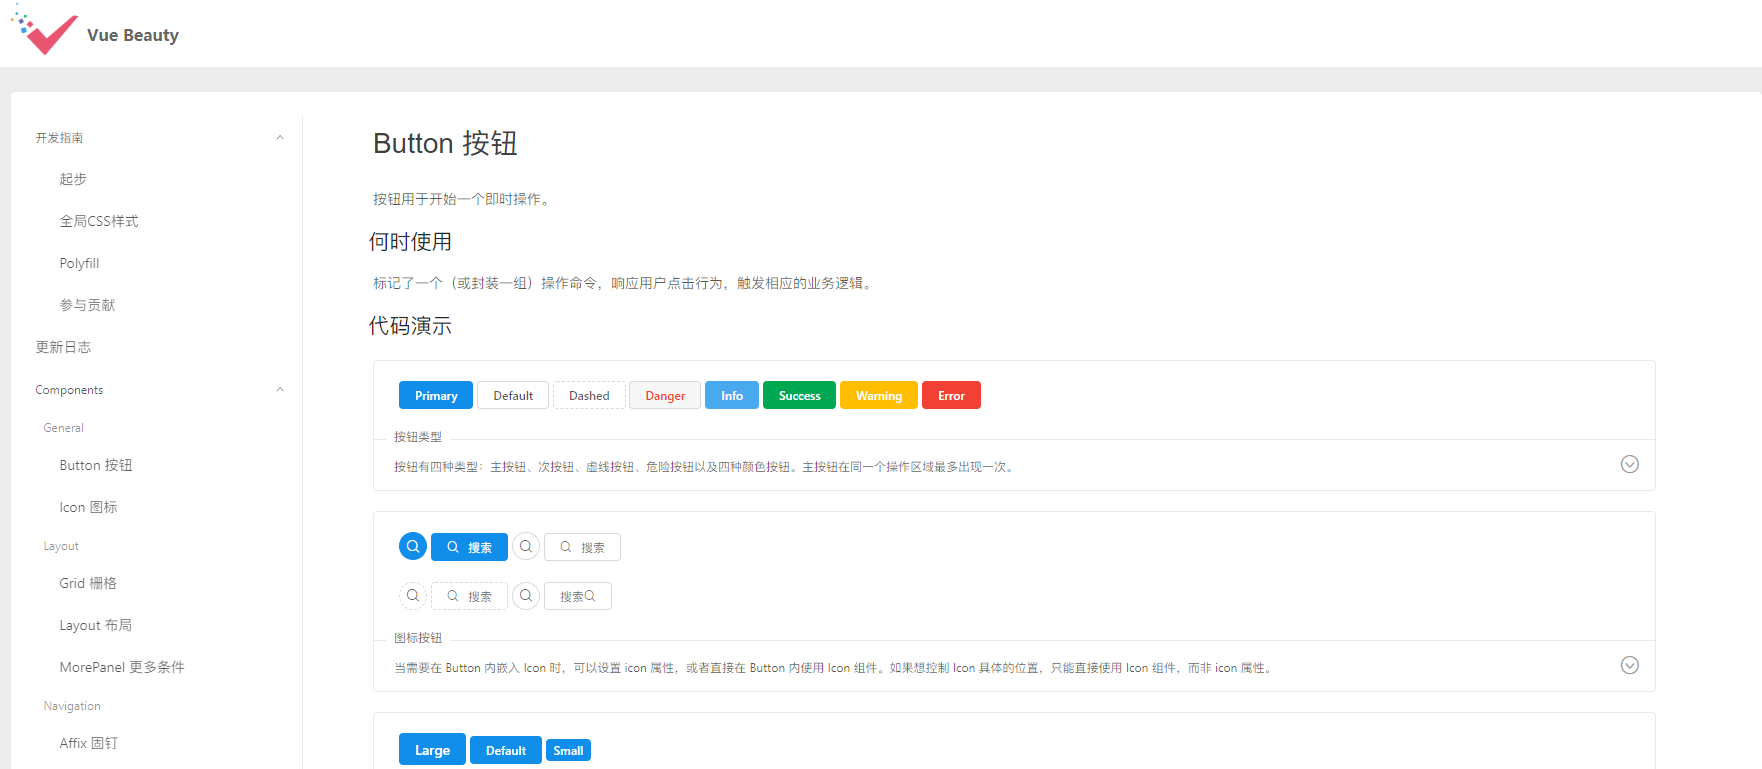 Vue Beauty
开发指南
起步
全局CSS样式
Polyfill
参与贡献
更新日志
Components
General
Button 按钮
Icon 图标
Layout
Grid 栅格
Layout 布局
MorePanel 更多条件
Navigation
Affix 固钉
Button 按钮
按钮用于开始一个即时操作。
何时使用
标记了一个（或封装一组）操作命令，响应用户点击行为，触发相应的业务逻辑。
代码演示
Primary Default Dashed Danger Info Success Warning Error
按钮类型
按钮有四种类型：主按钮、次按钮、虚线按钮、危险按钮以及四种颜色按钮。主按钮在同一个操作区域最多出现一次。
搜索 搜索
搜索 搜索
图标按钮
当需要在 Button 内嵌入 Icon 时，可以设置 icon 属性，或者直接在 Button 内使用 Icon 组件。如果想控制 Icon 具体的位置，只能直接使用 Icon 组件，而非 icon 属性。
Large Default Small